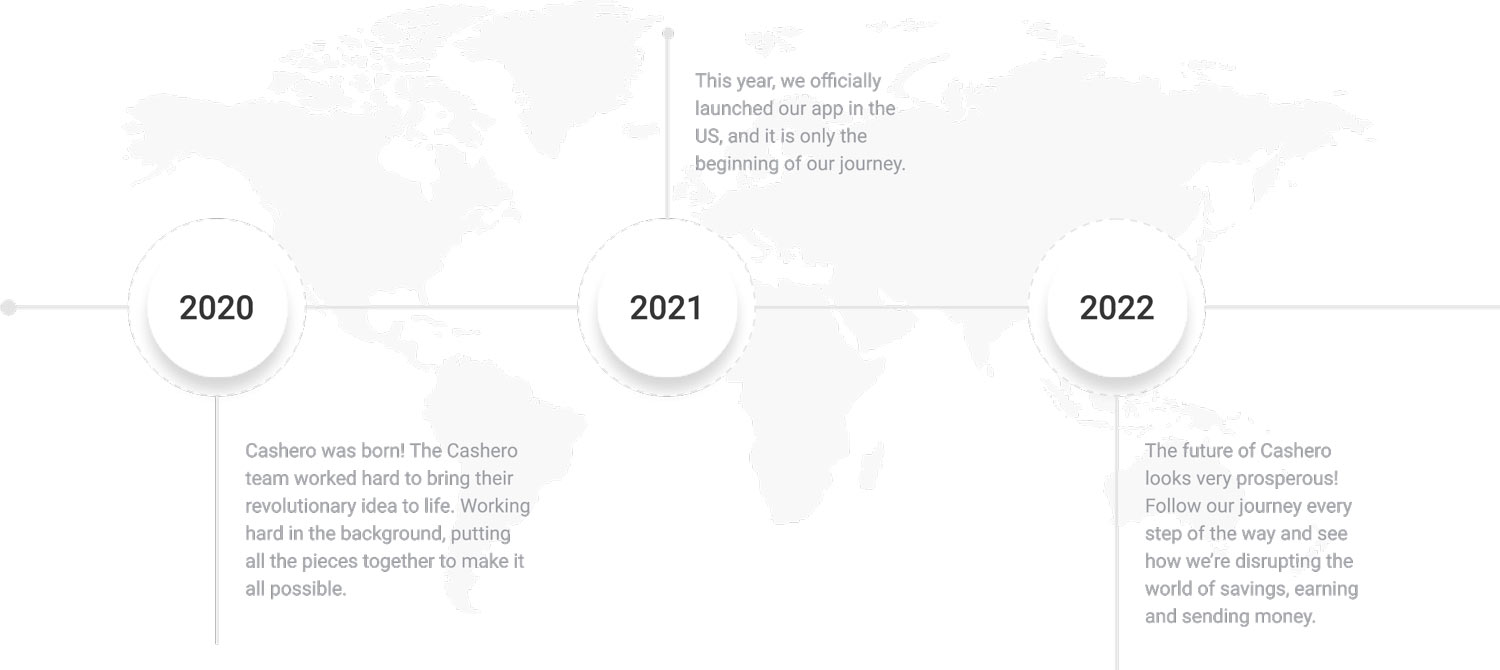 2020
Cashero was born! The Cashero
team worked hard to bring their
revolutionary idea to life. Working
hard in the background, putting
all the pieces together to make it
all possible.
2021
This year, we officially
launched our app in the
US, and it is only the
beginning of our journey.
2022
The future of Cashero
looks very prosperous!
Follow our journey every
step of the way and see
how we’re disrupting the
world of savings, earning
and sending money.